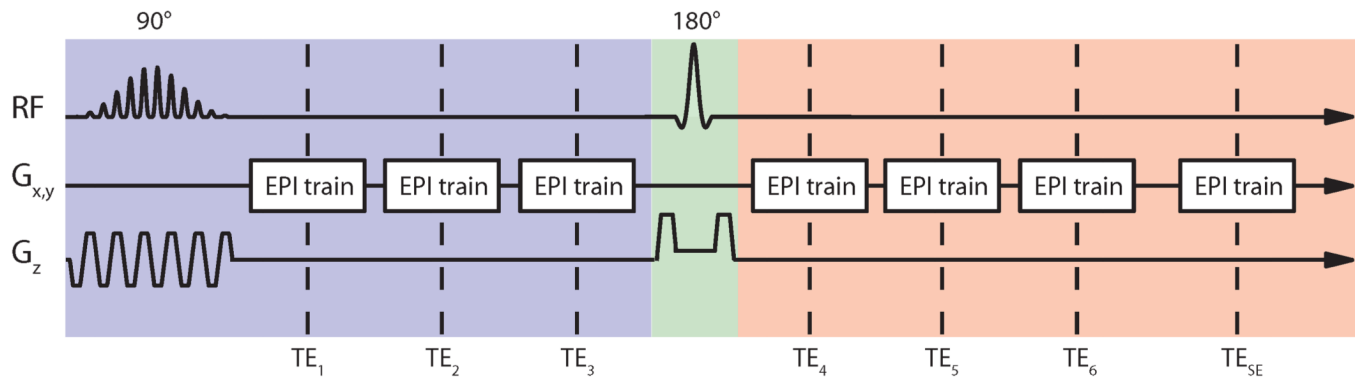 90° 180°
RF
G_x,y EPI train EPI train EPI train EPI train EPI train EPI train EPI train
G_z
TE_1 TE_2 TE_3 TE_4 TE_5 TE_6 TE_SE